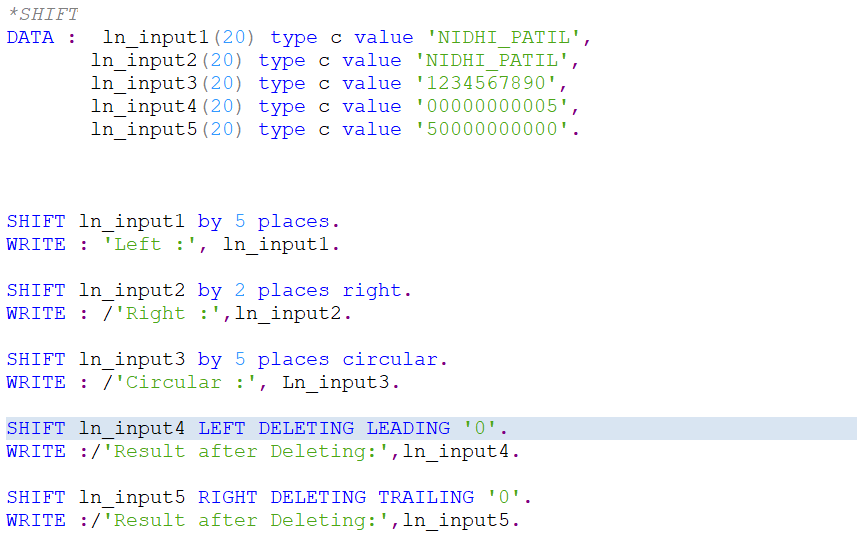 *SHIFT
DATA :  ln_input1(20) type c value 'NIDHI_PATIL',
       ln_input2(20) type c value 'NIDHI_PATIL',
       ln_input3(20) type c value '1234567890',
       ln_input4(20) type c value '00000000005',
       ln_input5(20) type c value '50000000000'.
SHIFT ln_input1 by 5 places.
WRITE : 'Left :', ln_input1.
SHIFT ln_input2 by 2 places right.
WRITE : /'Right :',ln_input2.
SHIFT ln_input3 by 5 places circular.
WRITE : /'Circular :', Ln_input3.
SHIFT ln_input4 LEFT DELETING LEADING '0'.
WRITE :/'Result after Deleting:',ln_input4.
SHIFT ln_input5 RIGHT DELETING TRAILING '0'.
WRITE :/'Result after Deleting:',ln_input5.